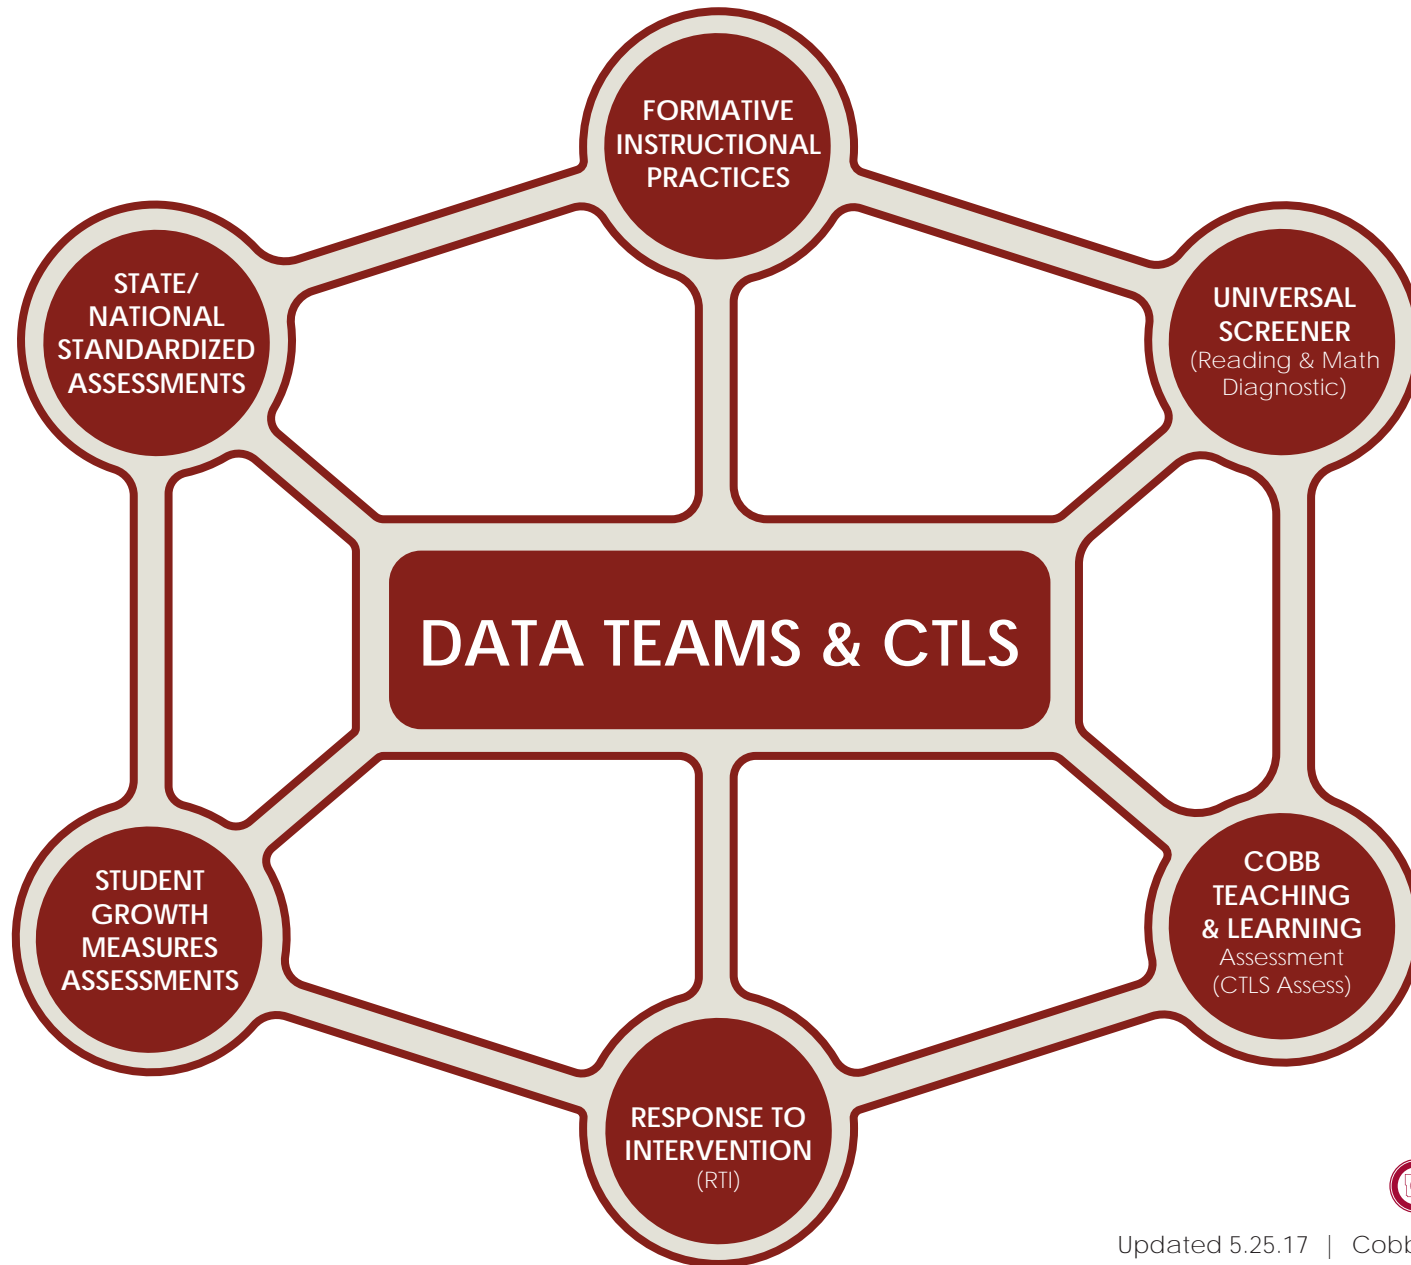 FORMATIVE
INSTRUCTIONAL
PRACTICES
STATE/
NATIONAL
STANDARDIZED
ASSESSMENTS
UNIVERSAL
SCREENER
(Reading & Math
Diagnostic)
DATA TEAMS & CTLS
STUDENT
GROWTH
MEASURES
ASSESSMENTS
COBB
TEACHING
& LEARNING
Assessment
(CTLS Assess)
RESPONSE TO
INTERVENTION
(RTI)
Updated 5.25.17 | Cobb